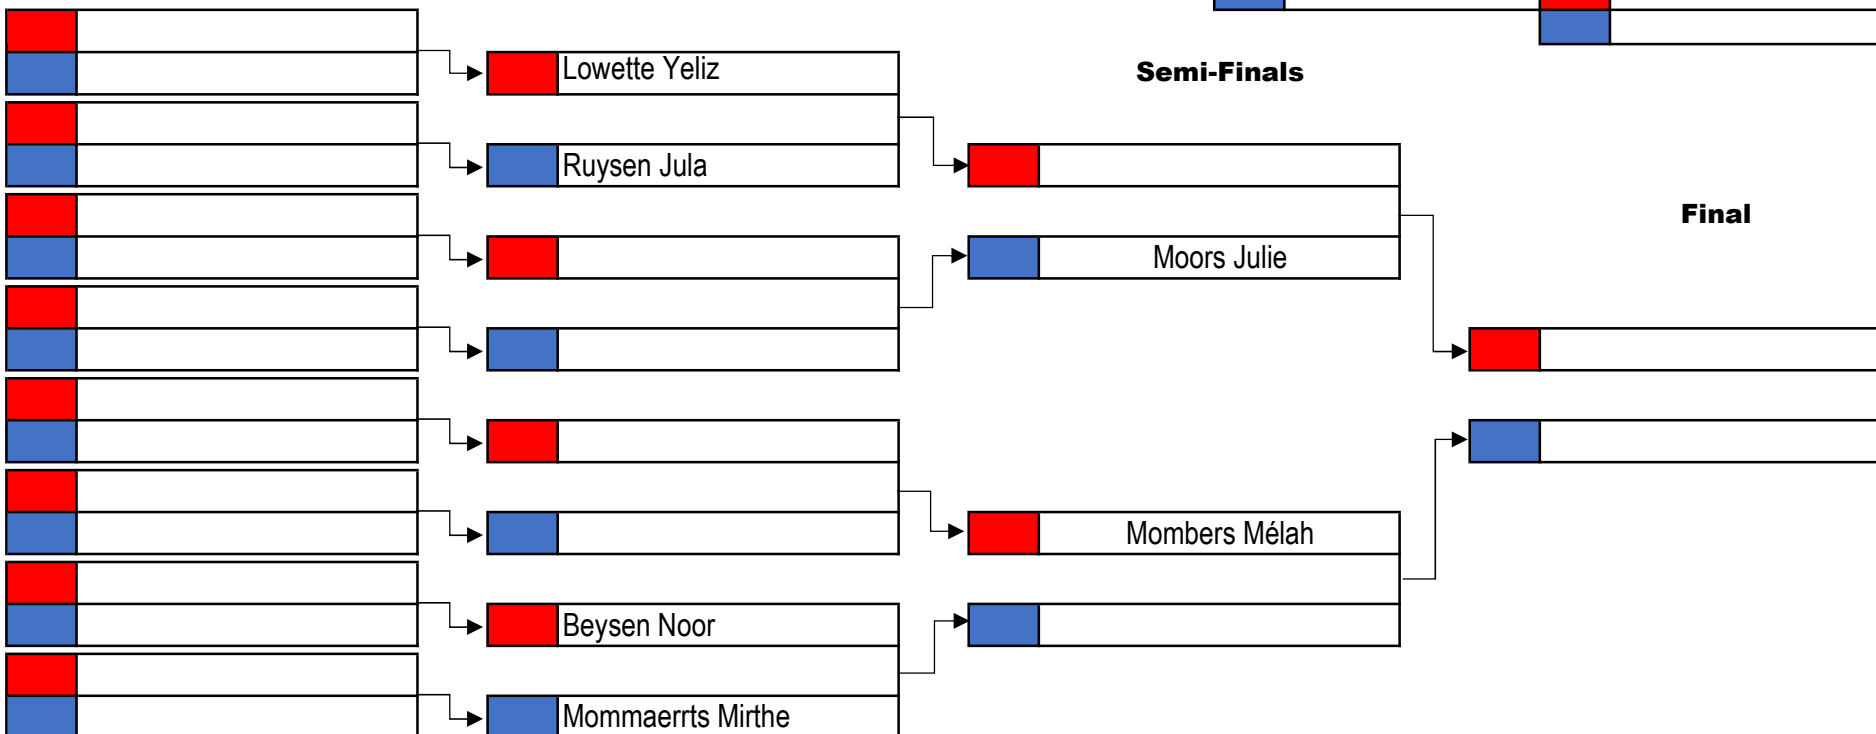 Lowette Yeliz
Semi-Finals
Ruysen Jula
Final
Moors Julie
Mombers Mélah
Beysen Noor
Mommaerrts Mirthe